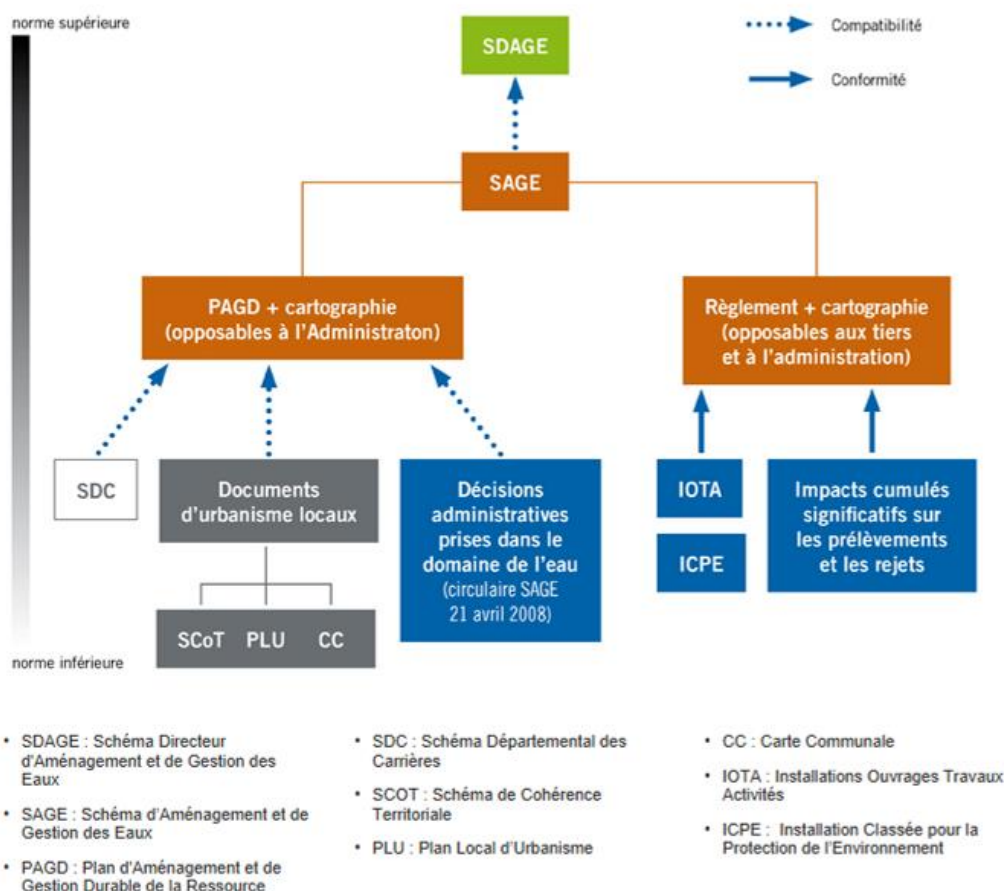 norme supérieure
SDAGE
Compatibilité
Conformité
SAGE
PAGD + cartographie
(opposables à l'Administraton)
Règlement + cartographie
(opposables aux tiers
et à l'administration)
SDC
Documents
d'urbanisme locaux
Décisions
administratives
prises dans le
domaine de l'eau
(circulaire SAGE
21 avril 2008)
IOTA
ICPE
Impacts cumulés
significatifs sur
les prélèvements
et les rejets
SCoT PLU CC
norme inférieure
• SDAGE : Schéma Directeur
d'Aménagement et de Gestion des
Eaux
• SAGE : Schéma d'Aménagement et de
Gestion des Eaux
• PAGD : Plan d'Aménagement et de
Gestion Durable de la Ressource
• SDC : Schéma Départemental des
Carrières
• SCOT : Schéma de Cohérence
Territoriale
• PLU : Plan Local d'Urbanisme
• CC : Carte Communale
• IOTA : Installations Ouvrages Travaux
Activités
• ICPE : Installation Classée pour la
Protection de l'Environnement